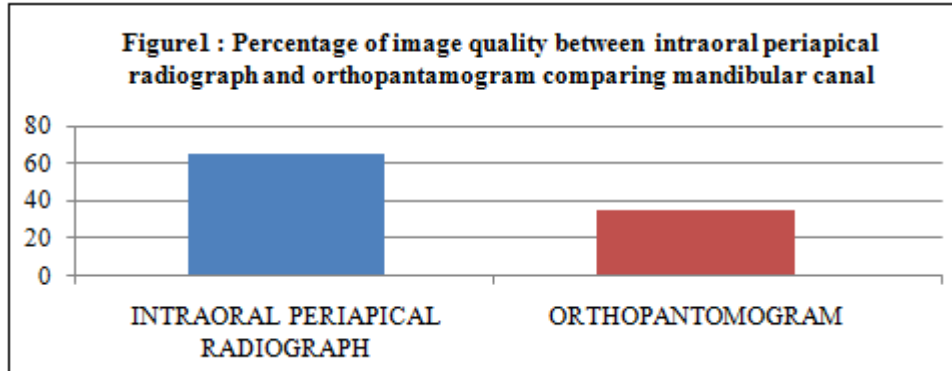 Figure1 : Percentage of image quality between intraoral periapical
radiograph and orthopantamogram comparing mandibular canal
80
60
40
20
0
INTRAORAL PERIAPICAL
RADIOGRAPH
ORTHOPANTOMOGRAM